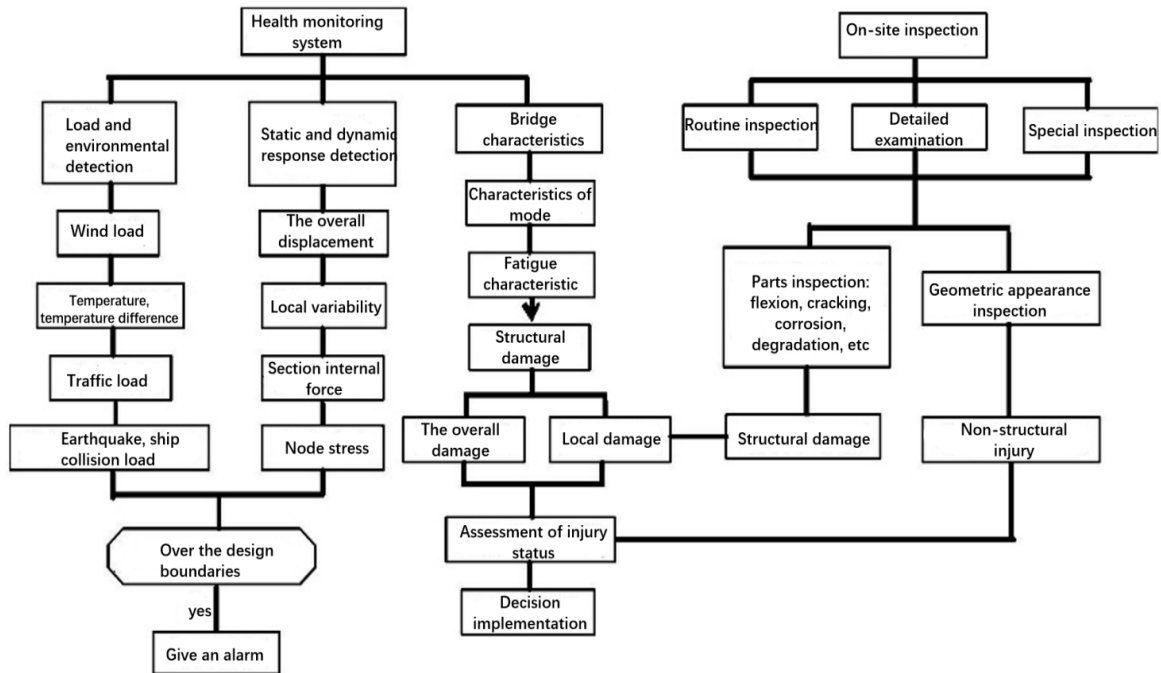 Health monitoring
system
On-site inspection
Load and
environmental
detection
Static and dynamic
response detection
Bridge
characteristics
Routine inspection
Detailed
examination
Special inspection
Characteristics of
mode
Wind load
The overall
displacement
Fatigue
characteristic
Parts inspection:
flexion, cracking,
corrosion,
degradation, etc
Geometric appearance
inspection
Temperature,
temperature difference
Local variability
Structural
damage
Traffic load
Section internal
force
Earthquake, ship
collision load
Node stress
The overall
damage
Local damage
Structural damage
Non-structural
injury
Over the design
boundaries
Assessment of injury
status
yes
Decision
implementation
Give an alarm